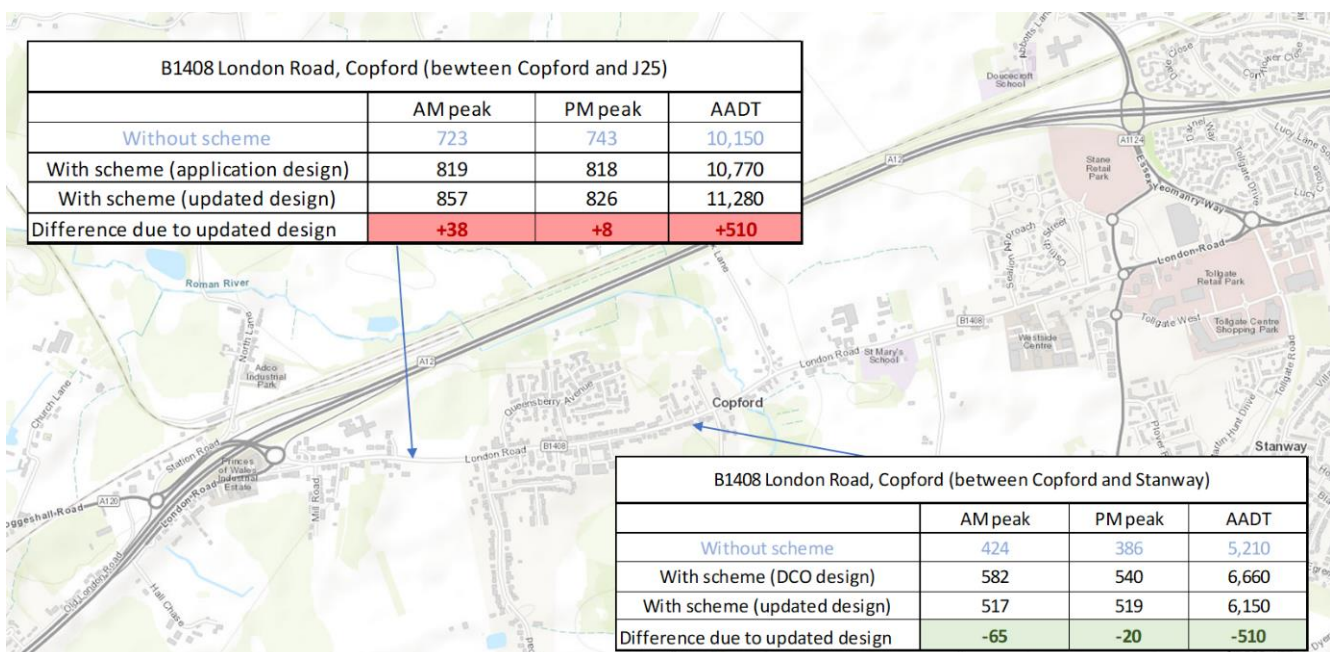 B1408 London Road, Copford (bewteen Copford and J25)
AM peak PM peak AADT
Without scheme 723 743 10,150
With scheme (application design) 819 818 10,770
With scheme (updated design) 857 826 11,280
Difference due to updated design +38 +8 +510
Doucecroft School
A1124
Essex Yeomanry-Way
Stane Retail Park
A12
London-Road
Tollgate Retail Park
Tollgate West
Tollgate Centre Shopping Park
Tollgate Road
Roman River
North Lane
Church Lane
Adco Industrial Park
A12
Station Road
Princes of Wales Industrial Estate
A120
London-Road
Old London Road
Hall Chase
Mill Road
London Road
B1408
Queensberry Avenue
Copford
London Road
St Mary's School
B1408
Westside Centre
Stanway
B1408 London Road, Copford (between Copford and Stanway)
AM peak PM peak AADT
Without scheme 424 386 5,210
With scheme (DCO design) 582 540 6,660
With scheme (updated design) 517 519 6,150
Difference due to updated design -65 -20 -510